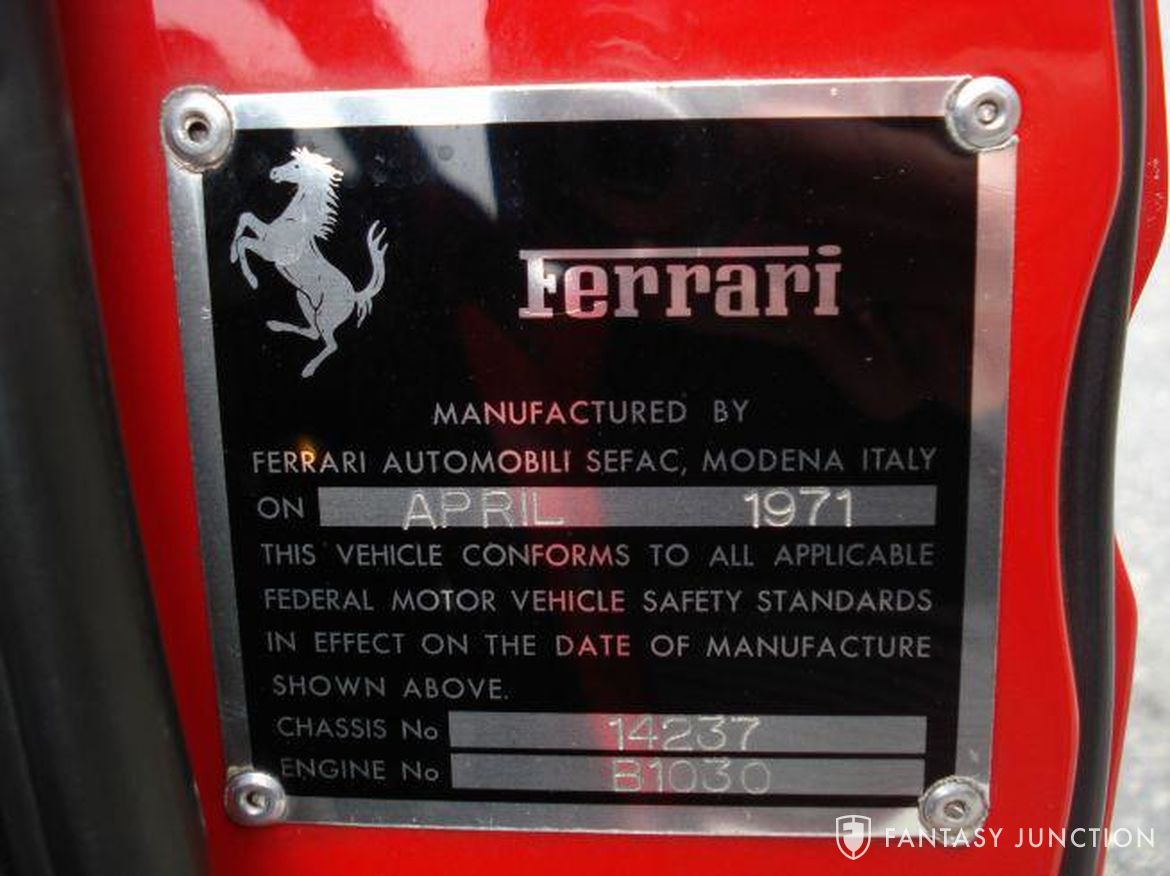 Ferrari
MANUFACTURED BY
FERRARI AUTOMOBILI SEFAC, MODENA ITALY
ON APRIL 1971
THIS VEHICLE CONFORMS TO ALL APPLICABLE
FEDERAL MOTOR VEHICLE SAFETY STANDARDS
IN EFFECT ON THE DATE OF MANUFACTURE
SHOWN ABOVE.
CHASSIS No 14237
ENGINE No B1030
FANTASY JUNCTION